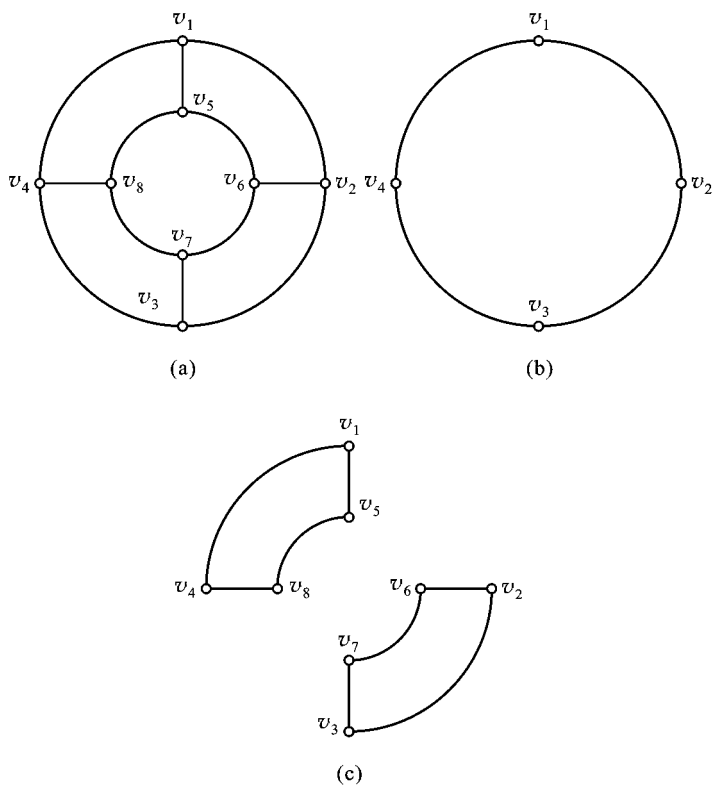 v₁ v₁
v₅
v₄ v₈ v₆ v₂ v₄ v₂
v₇
v₃ v₃
(a) (b)
v₁
v₅
v₄ v₈ v₆ v₂
v₇
v₃
(c)